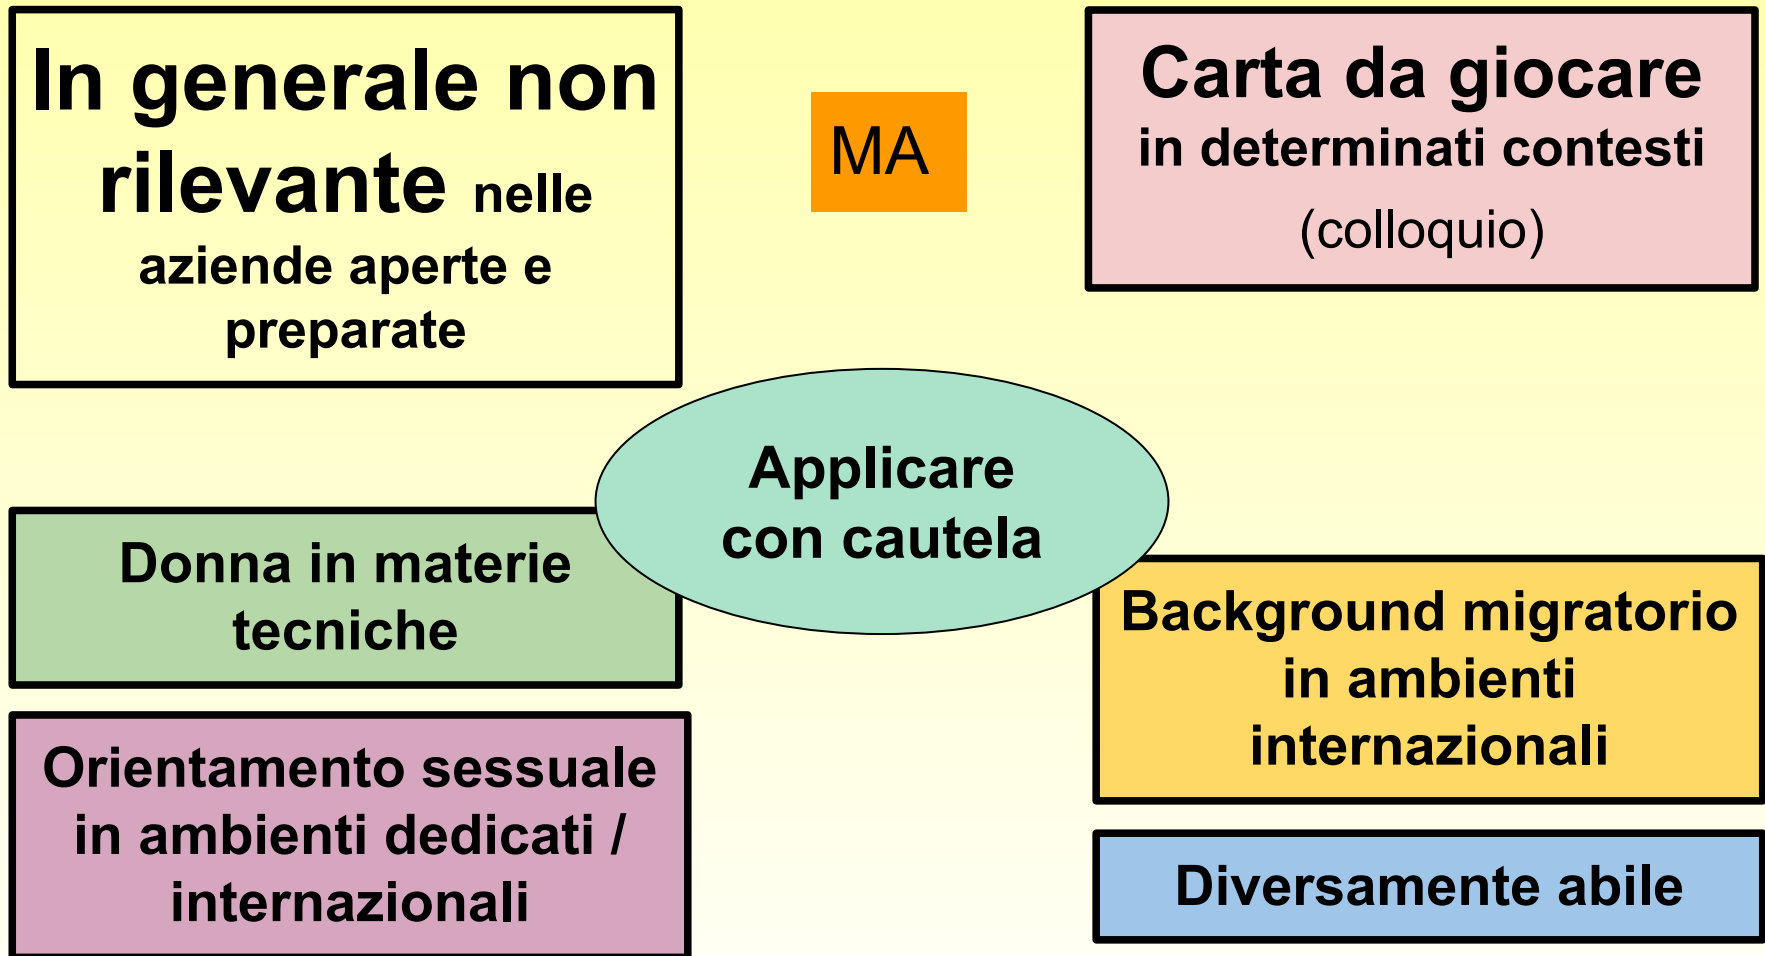 In generale non
rilevante nelle
aziende aperte e
preparate
MA
Carta da giocare
in determinati contesti
(colloquio)
Applicare
con cautela
Donna in materie
tecniche
Background migratorio
in ambienti
internazionali
Orientamento sessuale
in ambienti dedicati /
internazionali
Diversamente abile